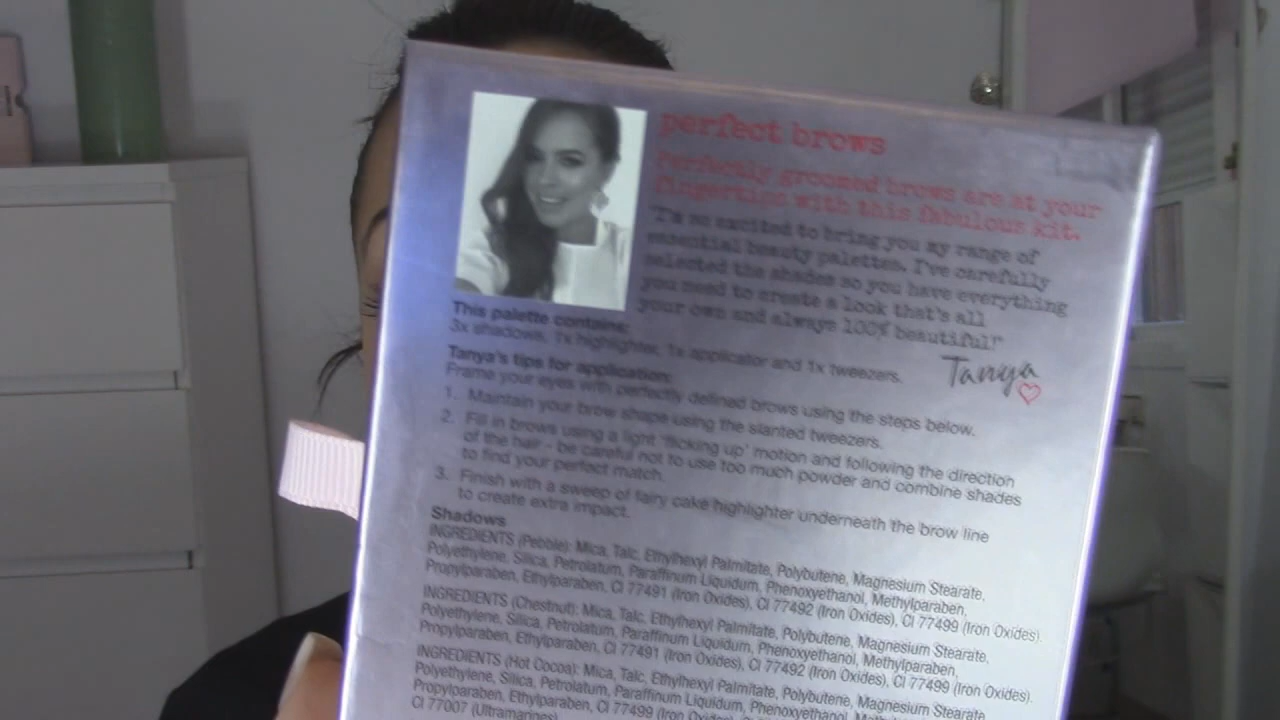 perfect brows
Perfectly groomed brows are at your
fingertips with this fabulous kit.
"I'm so excited to bring you my range of
essential beauty palettes. I've carefully
selected the shades so you have everything
you need to create a look that's all
your own and always 100% beautiful!"
Tanya
This palette contains:
3x shadows, 1x highlighter, 1x applicator and 1x tweezers.
Tanya's tips for application:
Frame your eyes with perfectly defined brows using the steps below.
1. Maintain your brow shape using the slanted tweezers.
2. Fill in brows using a light 'flicking up' motion and following the direction
of the hair - be careful not to use too much powder and combine shades
to find your perfect match.
3. Finish with a sweep of fairy cake highlighter underneath the brow line
to create extra impact.
Shadows
INGREDIENTS (Pebble): Mica, Talc, Ethylhexyl Palmitate, Polybutene, Magnesium Stearate,
Polyethylene, Silica, Petrolatum, Paraffinum Liquidum, Phenoxyethanol, Methylparaben,
Propylparaben, Ethylparaben, CI 77491 (Iron Oxides), CI 77492 (Iron Oxides), CI 77499 (Iron Oxides).
INGREDIENTS (Chestnut): Mica, Talc, Ethylhexyl Palmitate, Polybutene, Magnesium Stearate,
Polyethylene, Silica, Petrolatum, Paraffinum Liquidum, Phenoxyethanol, Methylparaben,
Propylparaben, Ethylparaben, CI 77491 (Iron Oxides), CI 77492 (Iron Oxides), CI 77499 (Iron Oxides).
INGREDIENTS (Hot Cocoa): Mica, Talc, Ethylhexyl Palmitate, Polybutene, Magnesium Stearate,
Polyethylene, Silica, Petrolatum, Paraffinum Liquidum, Phenoxyethanol,
Propylparaben, Ethylparaben, CI 77499 (Iron Oxides),
CI 77007 (Ultramarines)